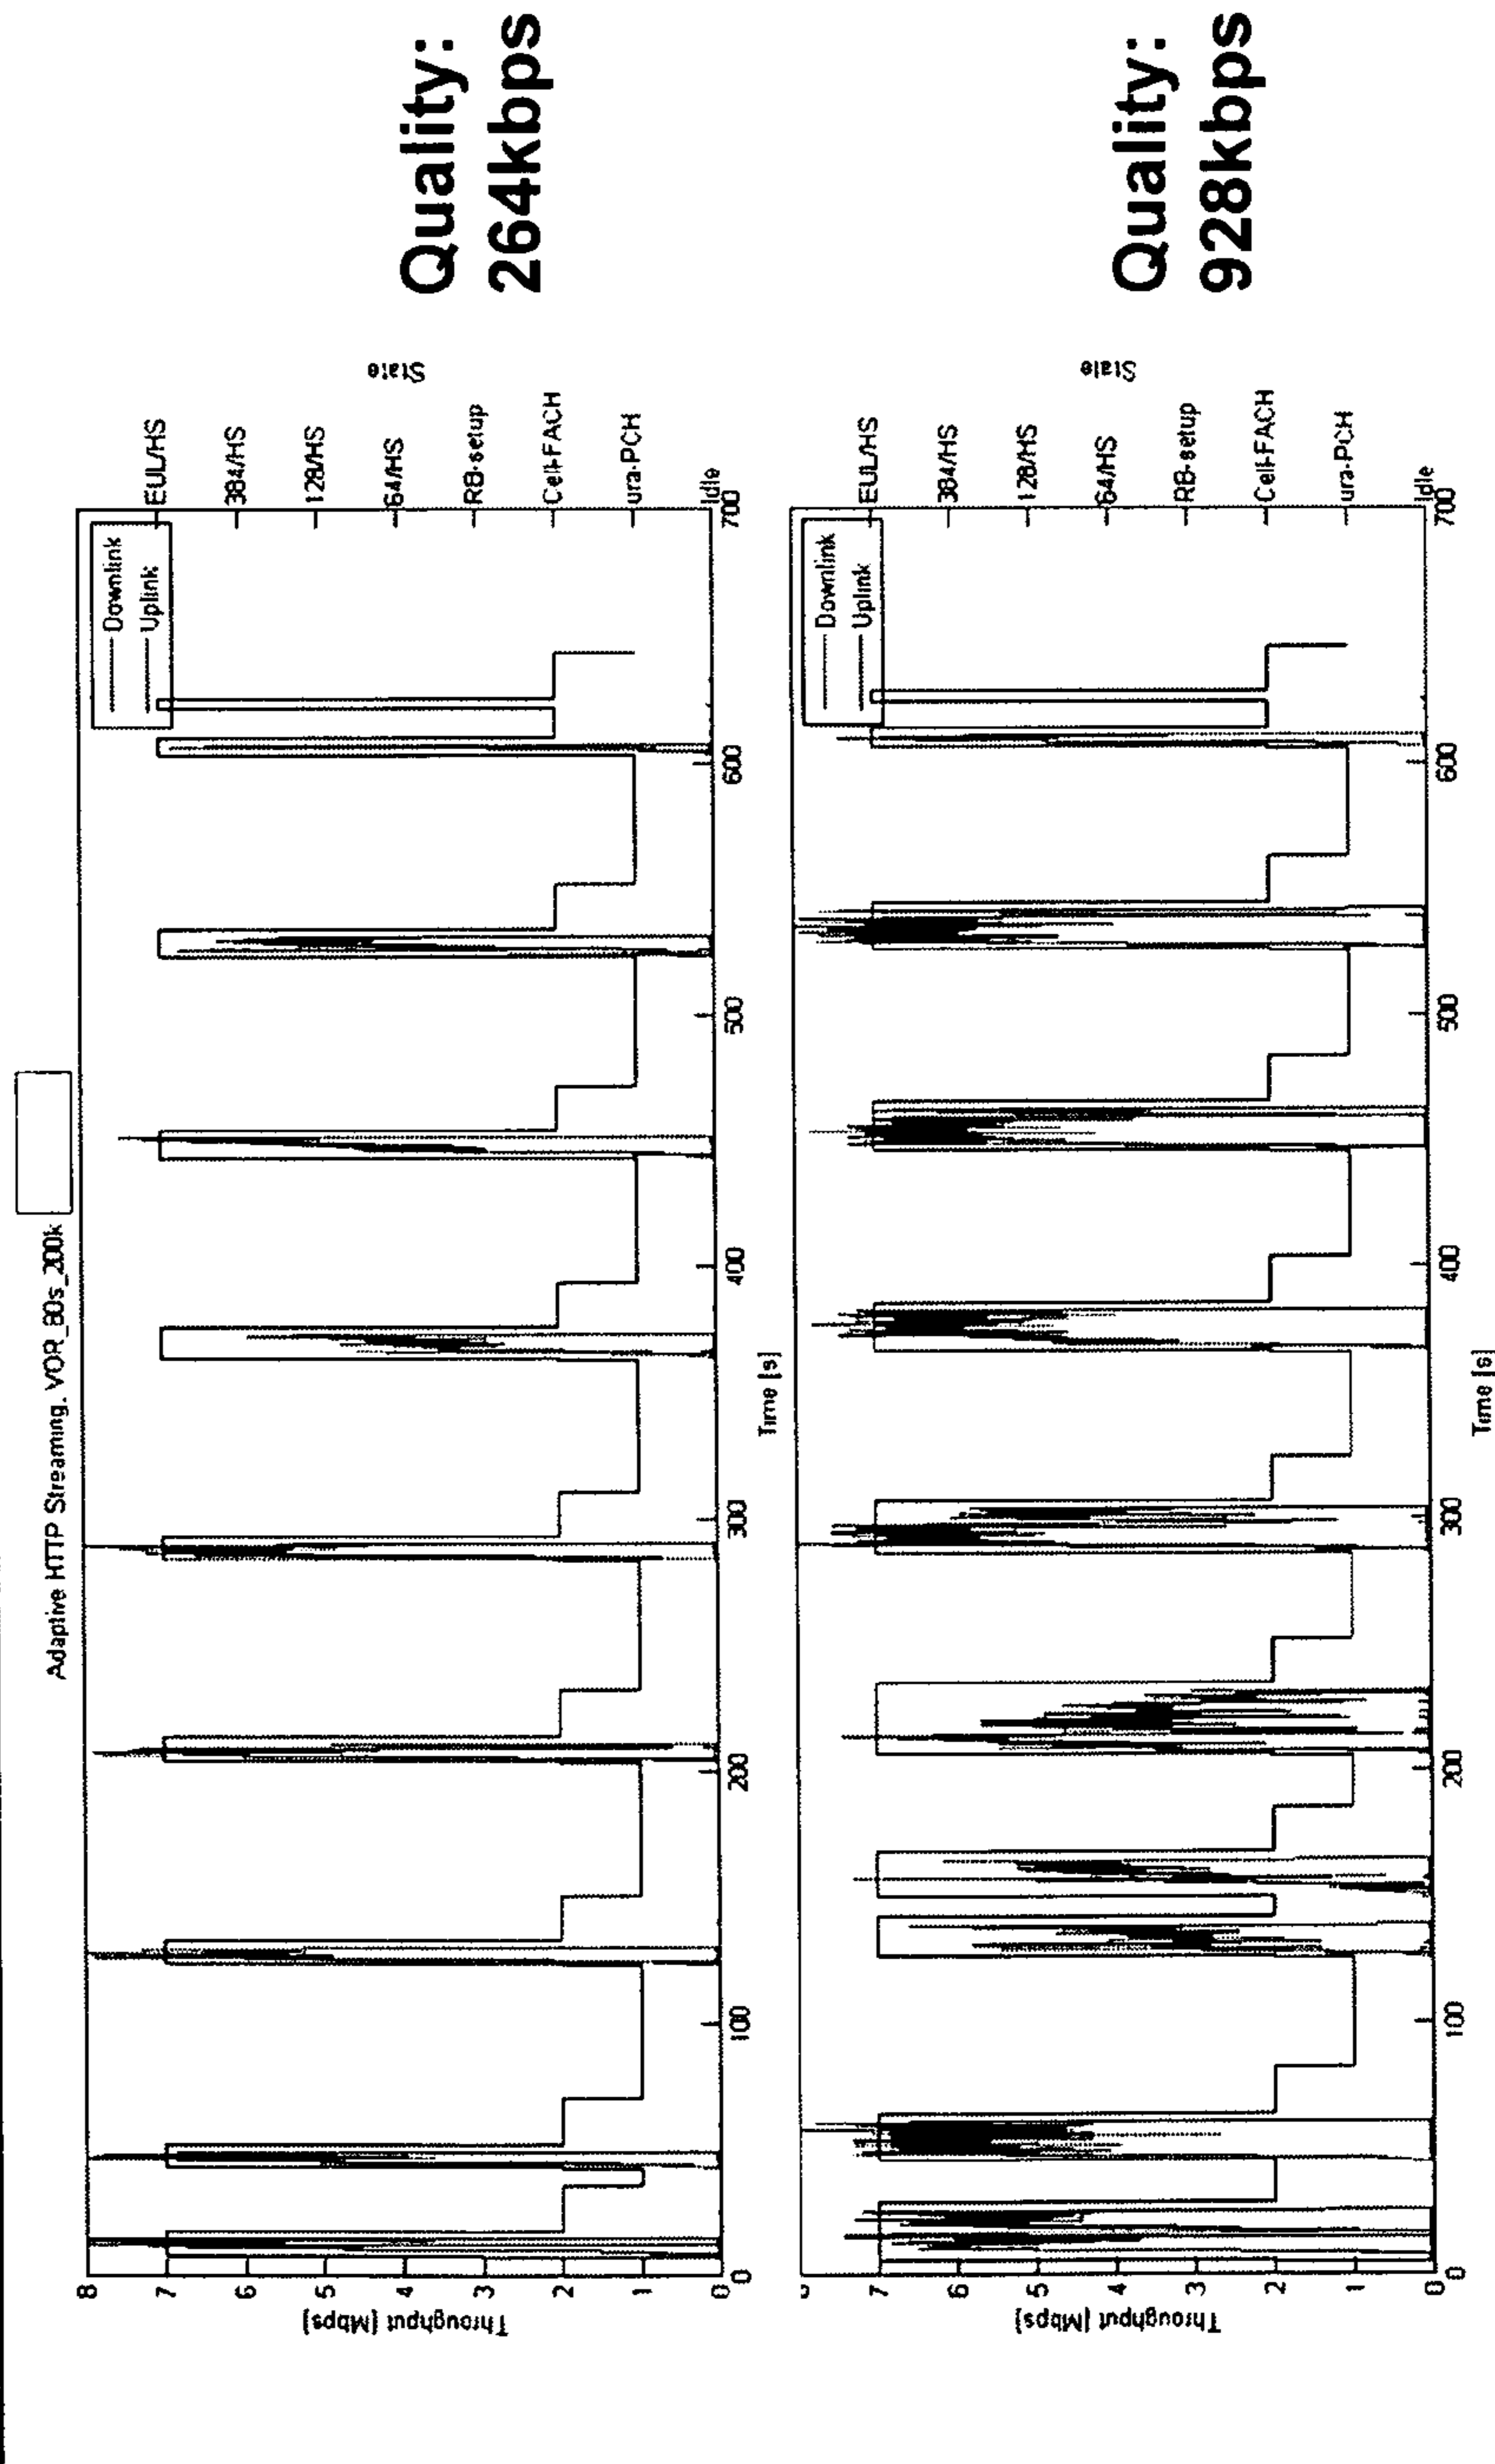 Adaptive HTTP Streaming. VOR_80s_200k
8
7
6
5
4
3
2
1
0
Throughput [Mbps]
Downlink
Uplink
EUL/HS
384/HS
128/HS
64/HS
RB-setup
Cell-FACH
ura-PCH
Idle
State
0
100
200
300
400
500
600
700
Time [s]
Quality:
264kbps
7
6
5
4
3
2
1
0
Throughput [Mbps]
Downlink
Uplink
EUL/HS
384/HS
128/HS
64/HS
RB-setup
Cell-FACH
ura-PCH
Idle
State
0
100
200
300
400
500
600
700
Time [s]
Quality:
928kbps